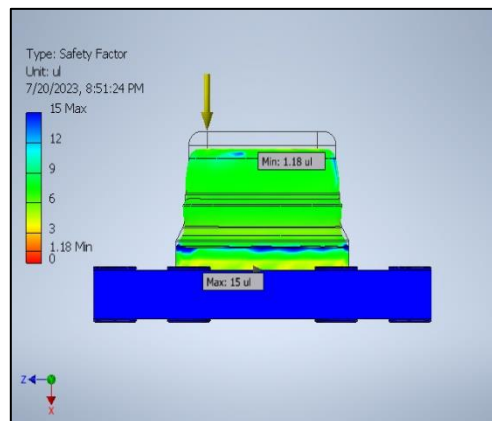 Type: Safety Factor
Unit: ul
7/20/2023, 8:51:24 PM
15 Max
12
9
6
3
1.18 Min
0
Min: 1.18 ul
Max: 15 ul
Z
X